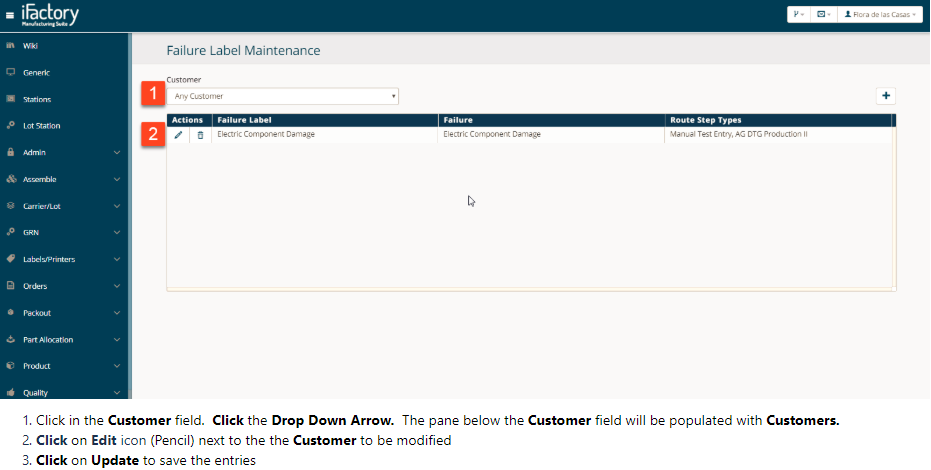 iFactory
Manufacturing Suite
Flora de las Casas
Wiki
Generic
Stations
Lot Station
Admin
Assemble
Carrier/Lot
GRN
Labels/Printers
Orders
Packout
Part Allocation
Product
Quality
Failure Label Maintenance
Customer
1
Any Customer
+
Actions Failure Label Failure Route Step Types
2
Electric Component Damage Electric Component Damage Manual Test Entry, AG DTG Production II
1. Click in the Customer field. Click the Drop Down Arrow. The pane below the Customer field will be populated with Customers.
2. Click on Edit icon (Pencil) next to the the Customer to be modified
3. Click on Update to save the entries